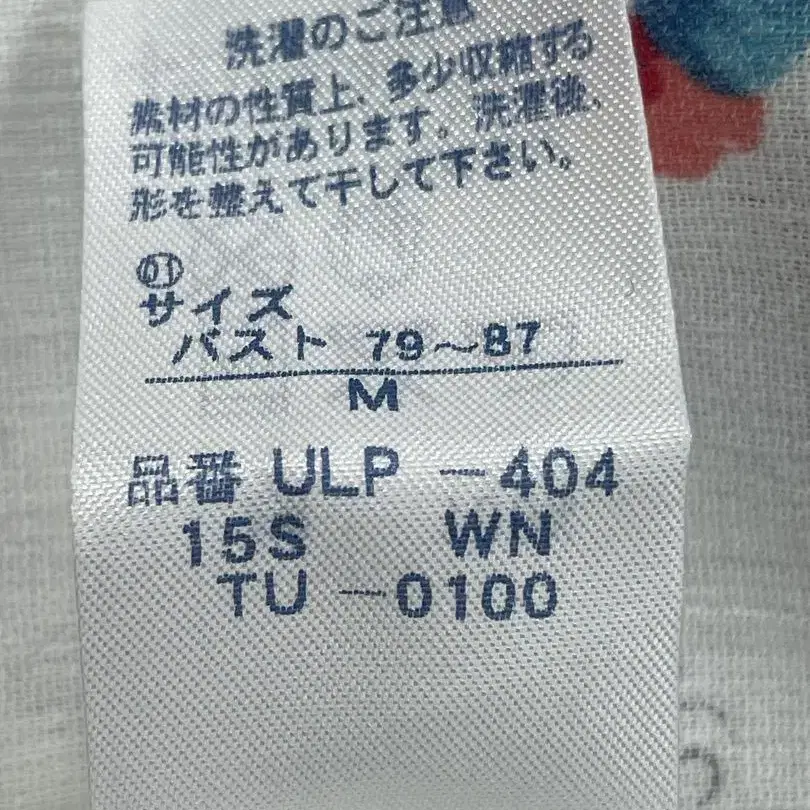 洗濯のご注意
素材の性質上、多少収縮する
可能性があります。洗濯後、
形を整えて干して下さい。
01
サイズ
バスト 79〜87
M
品番 ULP -404
15S WN
TU -0100